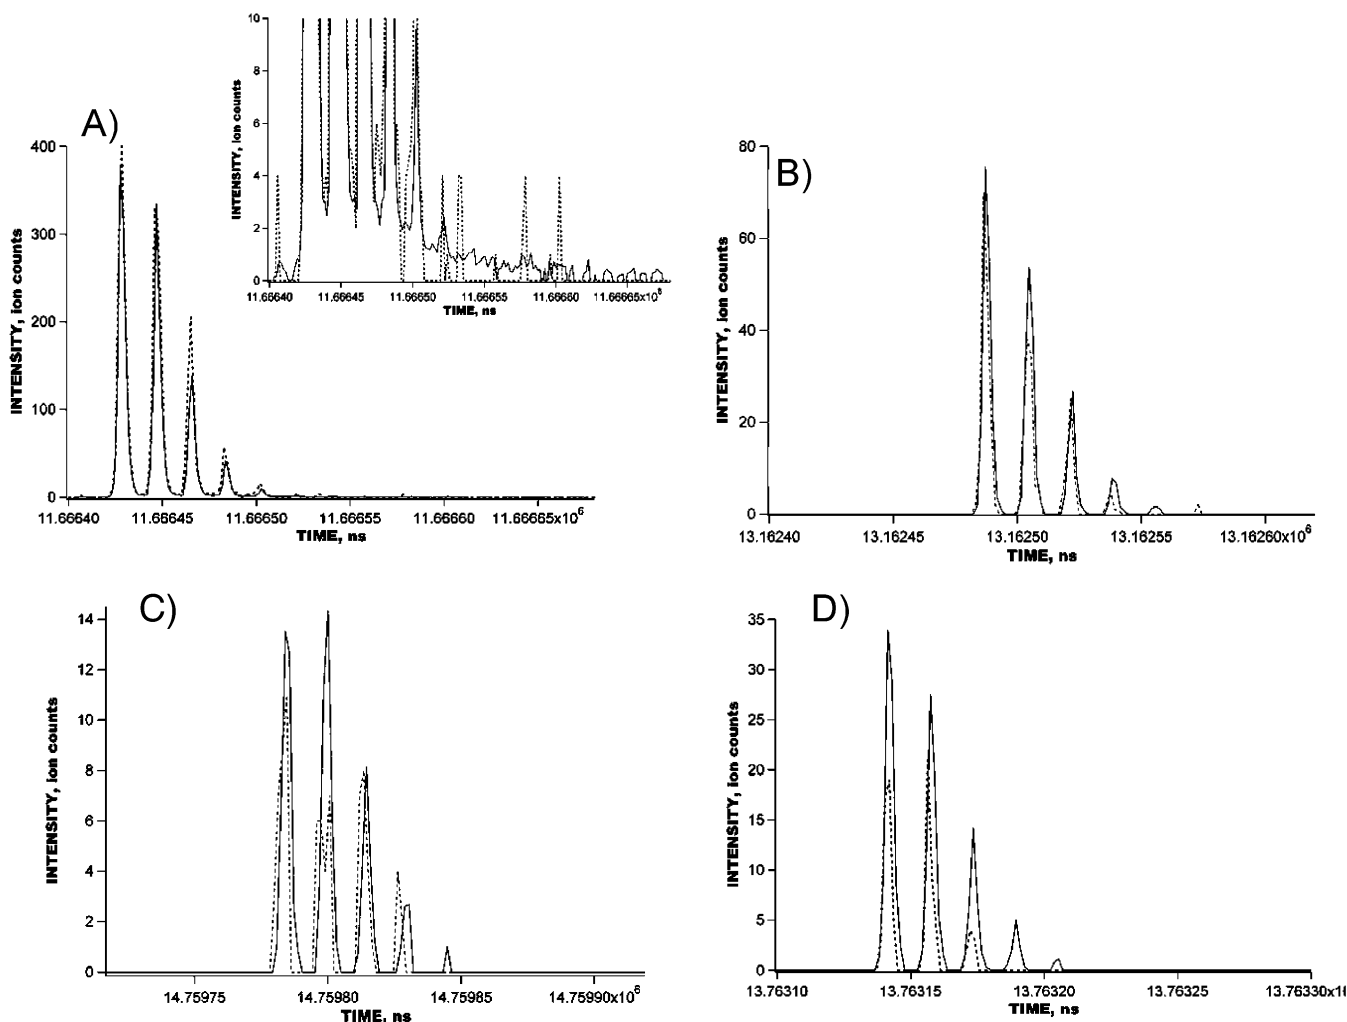 A)
INTENSITY, ion counts
400
300
200
100
0
11.66640
11.66645
11.66650
11.66655
11.66660
11.66665x10⁶
TIME, ns
INTENSITY, ion counts
10
8
6
4
2
0
11.66640
11.66645
11.66650
11.66655
11.66660
11.66665x10⁶
TIME, ns
B)
INTENSITY, ion counts
80
60
40
20
0
13.16240
13.16245
13.16250
13.16255
13.16260x10⁶
TIME, ns
C)
INTENSITY, ion counts
14
12
10
8
6
4
2
0
14.75975
14.75980
14.75985
14.75990x10⁶
TIME, ns
D)
INTENSITY, ion counts
35
30
25
20
15
10
5
0
13.76310
13.76315
13.76320
13.76325
13.76330x1
TIME, ns